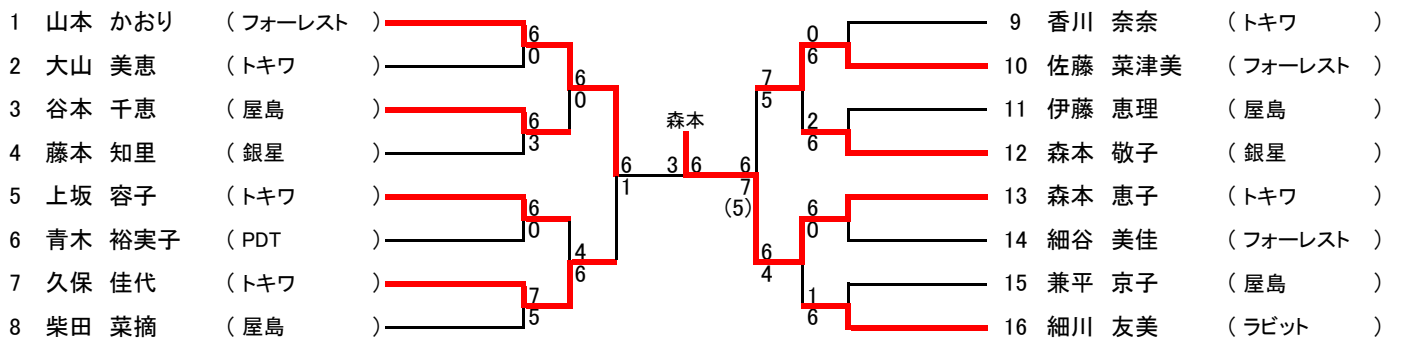 1 山本 かおり （ フォーレスト ）
2 大山 美恵 （ トキワ ）
3 谷本 千恵 （ 屋島 ）
4 藤本 知里 （ 銀星 ）
5 上坂 容子 （ トキワ ）
6 青木 裕実子 （ PDT ）
7 久保 佳代 （ トキワ ）
8 柴田 菜摘 （ 屋島 ）
6
0
6
3
6
0
7
5
6
0
4
6
6
1
森本
3 6
6
7
(5)
7
5
6
4
0
6
2
6
6
0
1
6
9 香川 奈奈 （ トキワ ）
10 佐藤 菜津美 （ フォーレスト ）
11 伊藤 恵理 （ 屋島 ）
12 森本 敬子 （ 銀星 ）
13 森本 恵子 （ トキワ ）
14 細谷 美佳 （ フォーレスト ）
15 兼平 京子 （ 屋島 ）
16 細川 友美 （ ラビット ）